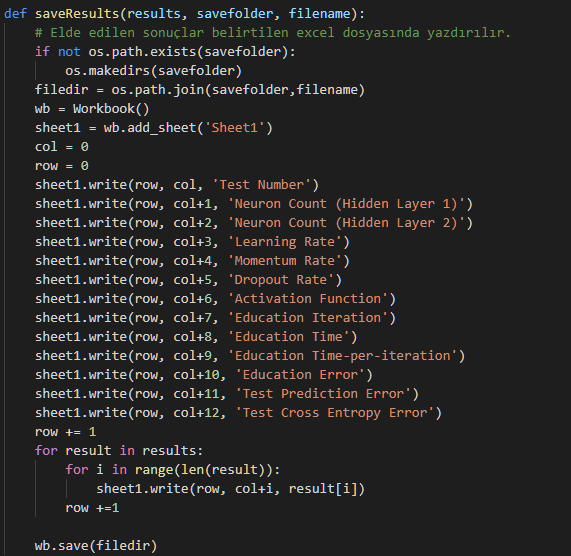 def saveResults(results, savefolder, filename):
    # Elde edilen sonuçlar belirtilen excel dosyasında yazdırılır.
    if not os.path.exists(savefolder):
        os.makedirs(savefolder)
    filedir = os.path.join(savefolder,filename)
    wb = Workbook()
    sheet1 = wb.add_sheet('Sheet1')
    col = 0
    row = 0
    sheet1.write(row, col, 'Test Number')
    sheet1.write(row, col+1, 'Neuron Count (Hidden Layer 1)')
    sheet1.write(row, col+2, 'Neuron Count (Hidden Layer 2)')
    sheet1.write(row, col+3, 'Learning Rate')
    sheet1.write(row, col+4, 'Momentum Rate')
    sheet1.write(row, col+5, 'Dropout Rate')
    sheet1.write(row, col+6, 'Activation Function')
    sheet1.write(row, col+7, 'Education Iteration')
    sheet1.write(row, col+8, 'Education Time')
    sheet1.write(row, col+9, 'Education Time-per-iteration')
    sheet1.write(row, col+10, 'Education Error')
    sheet1.write(row, col+11, 'Test Prediction Error')
    sheet1.write(row, col+12, 'Test Cross Entropy Error')
    row += 1
    for result in results:
        for i in range(len(result)):
            sheet1.write(row, col+i, result[i])
        row +=1

    wb.save(filedir)